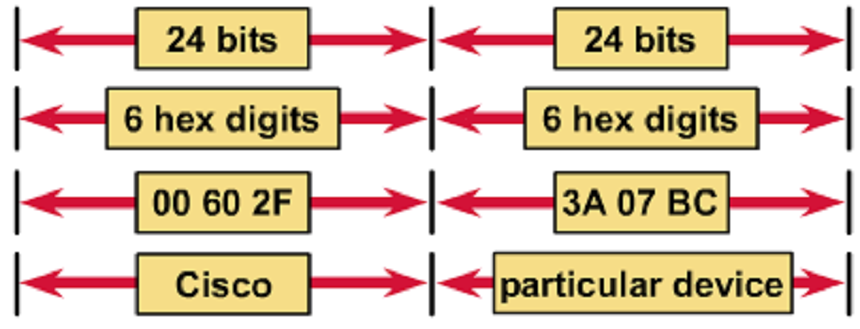 24 bits 24 bits
6 hex digits 6 hex digits
00 60 2F 3A 07 BC
Cisco particular device